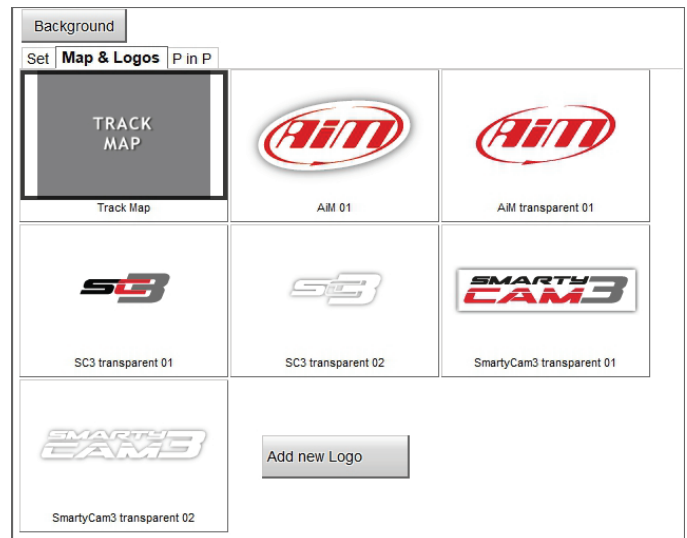 Background
Set Map & Logos P in P
TRACK
MAP
AiM
AiM
Track Map
AiM 01
AiM transparent 01
SC3
SC3
SMARTY
CAM3
SC3 transparent 01
SC3 transparent 02
SmartyCam3 transparent 01
SMARTY
CAM3
Add new Logo
SmartyCam3 transparent 02